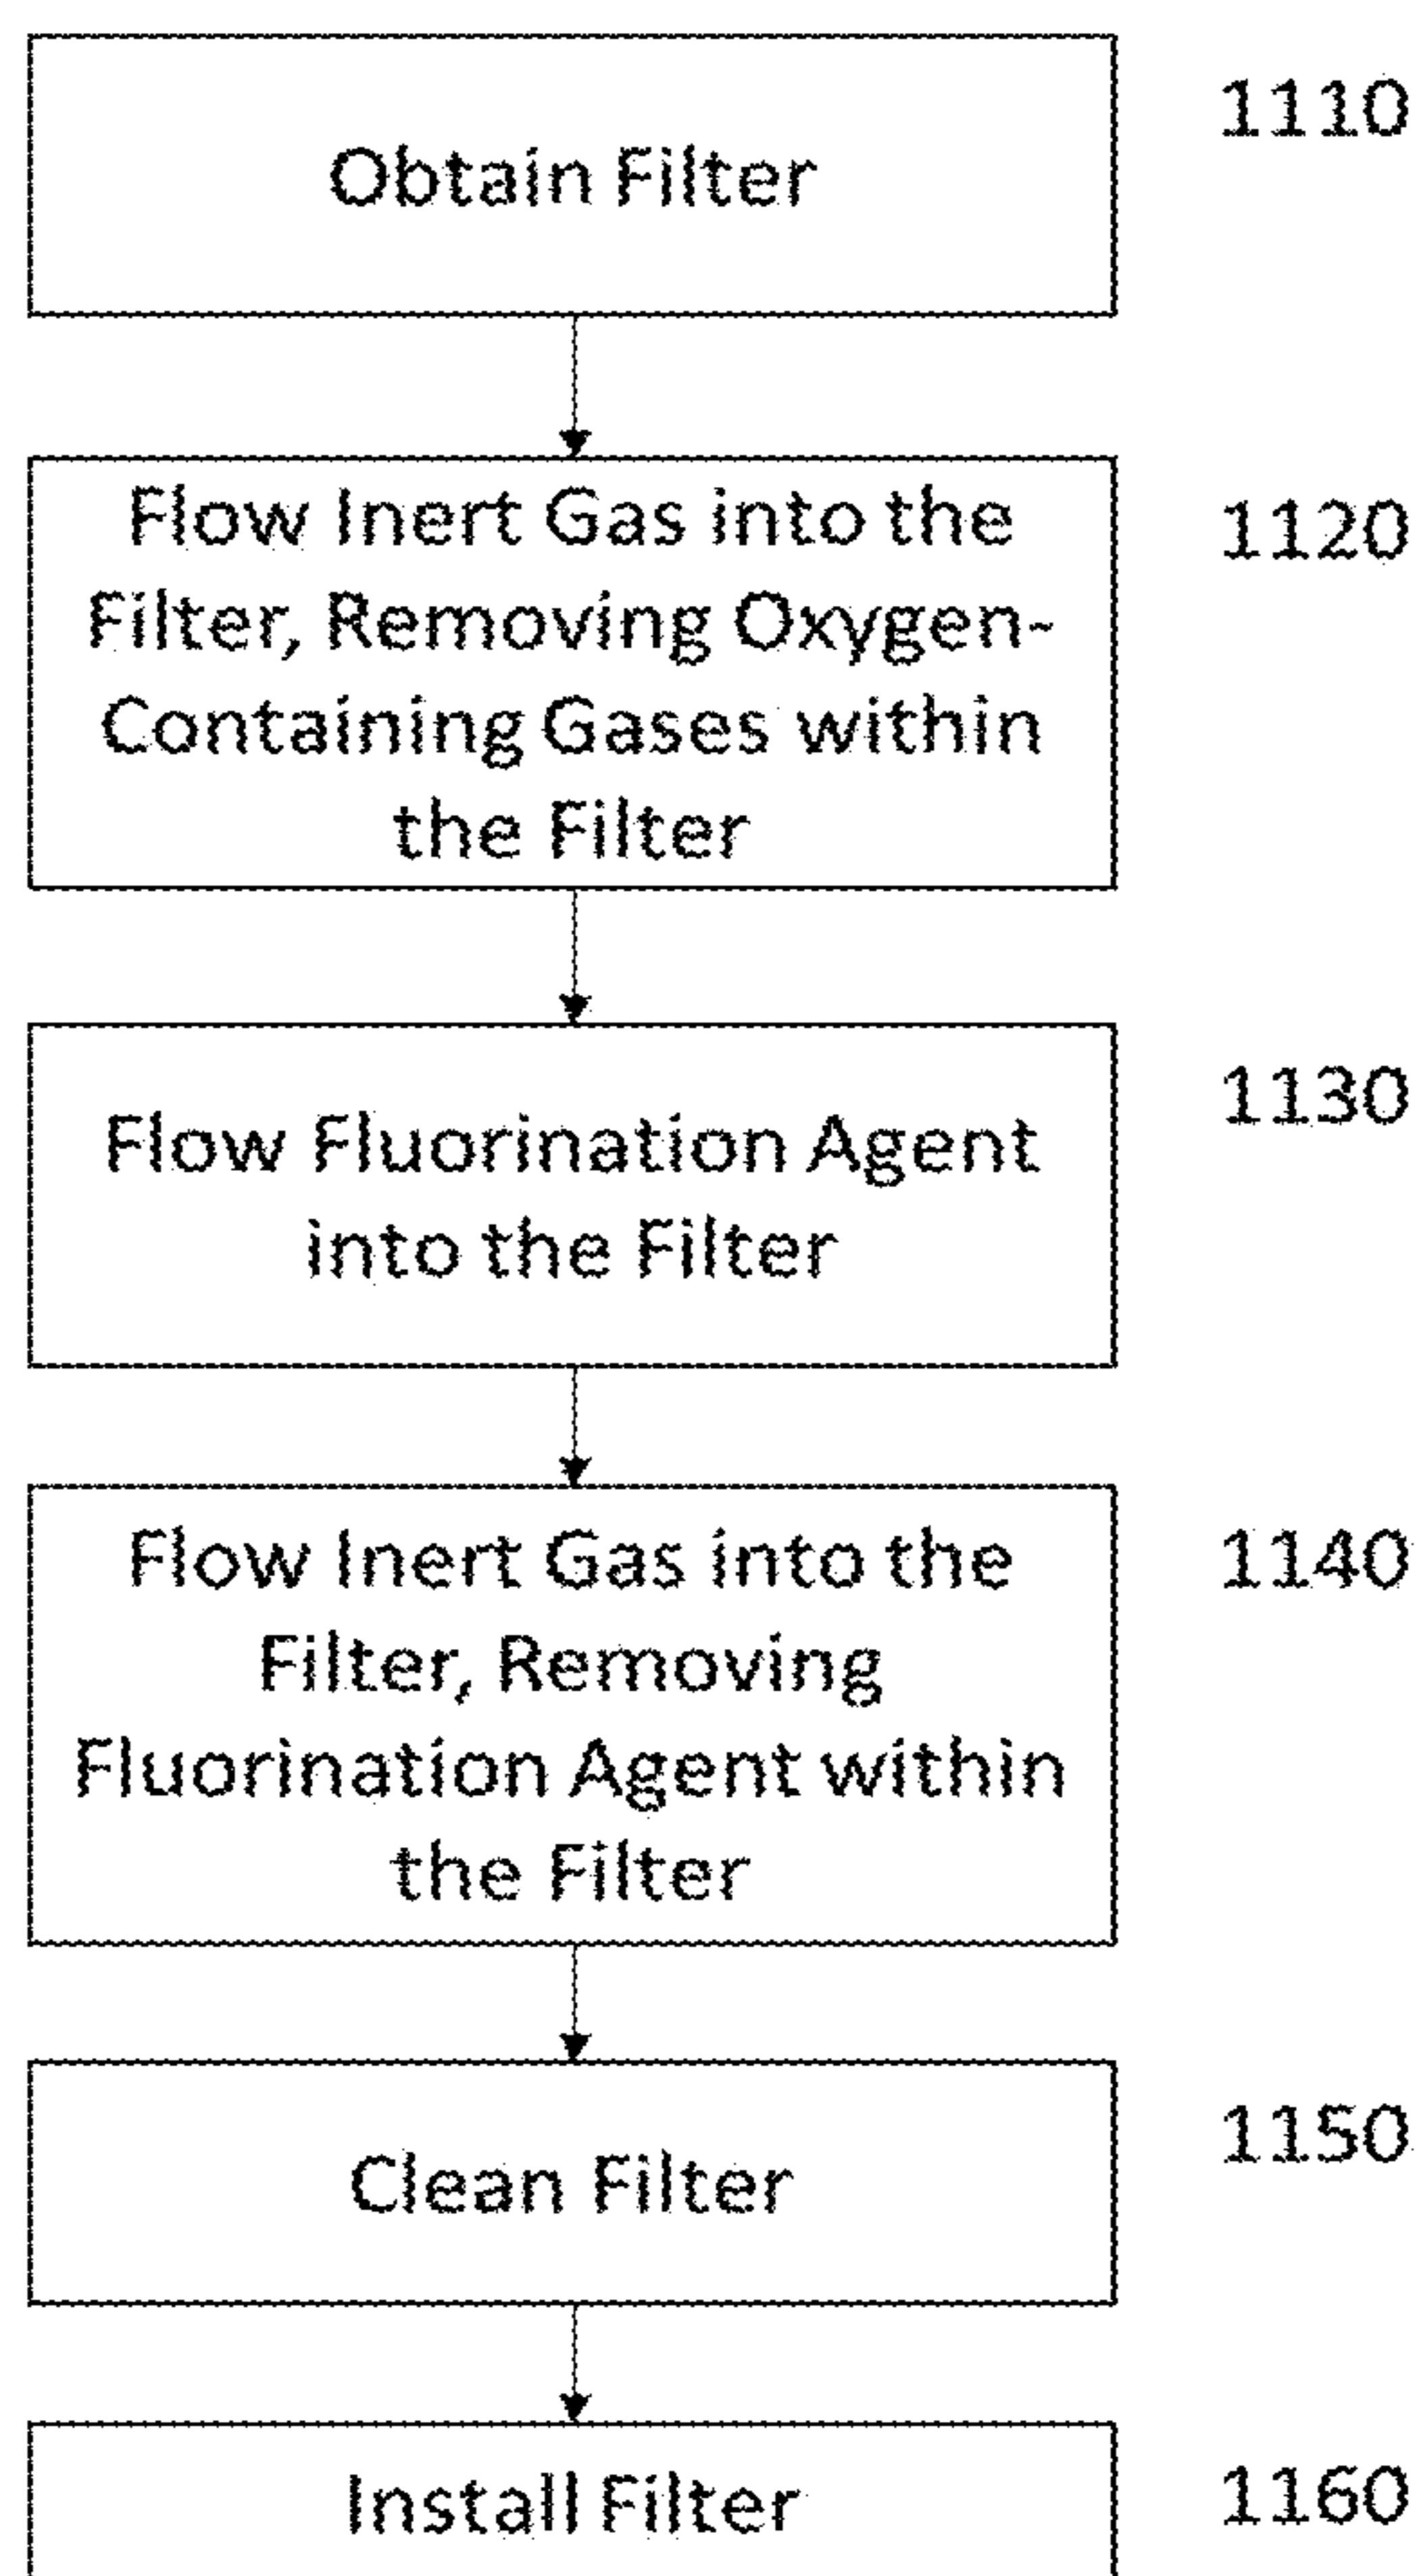 Obtain Filter
1110
Flow Inert Gas into the
Filter, Removing Oxygen-
Containing Gases within
the Filter
1120
Flow Fluorination Agent
into the Filter
1130
Flow Inert Gas into the
Filter, Removing
Fluorination Agent within
the Filter
1140
Clean Filter
1150
Install Filter
1160